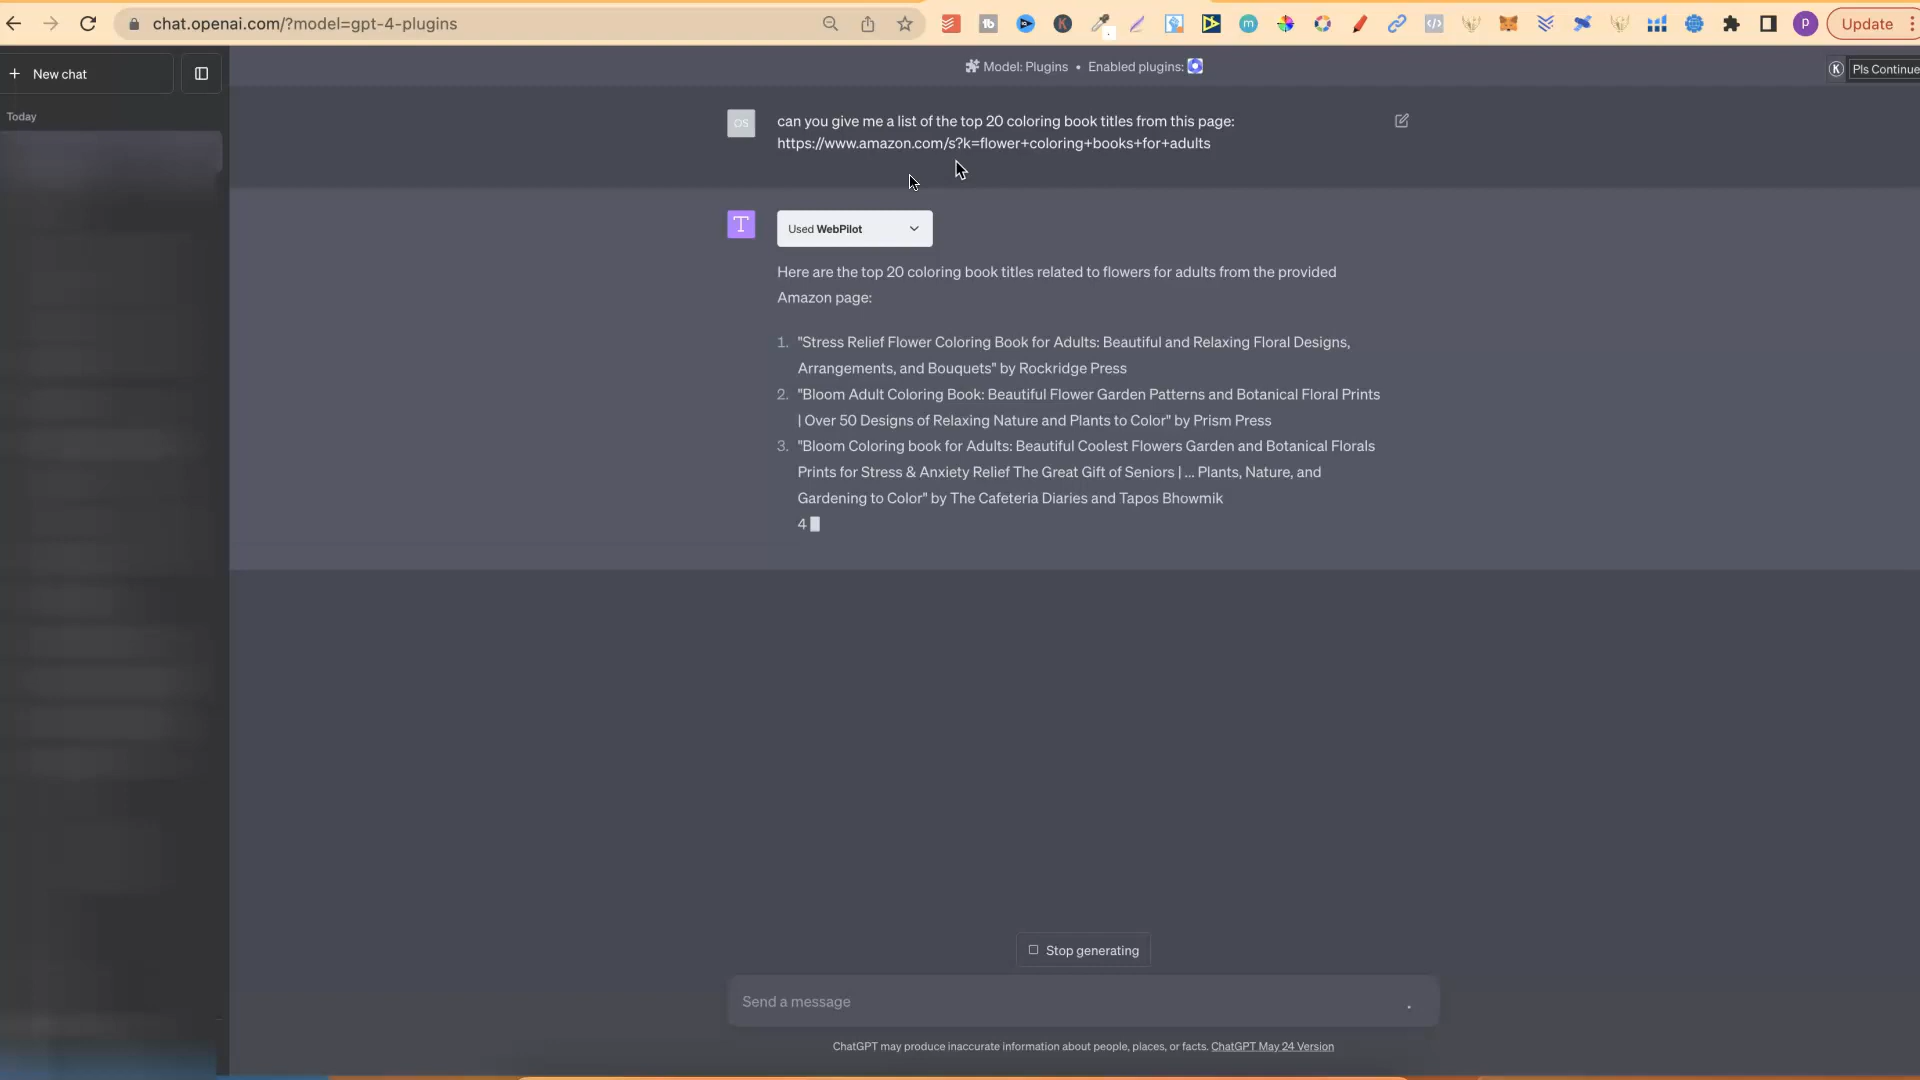 chat.openai.com/?model=gpt-4-plugins
Update
+ New chat
Model: Plugins • Enabled plugins:
K Pls Continue
Today
OS
can you give me a list of the top 20 coloring book titles from this page:
https://www.amazon.com/s?k=flower+coloring+books+for+adults
T
Used WebPilot
Here are the top 20 coloring book titles related to flowers for adults from the provided
Amazon page:
1. "Stress Relief Flower Coloring Book for Adults: Beautiful and Relaxing Floral Designs,
Arrangements, and Bouquets" by Rockridge Press
2. "Bloom Adult Coloring Book: Beautiful Flower Garden Patterns and Botanical Floral Prints
| Over 50 Designs of Relaxing Nature and Plants to Color" by Prism Press
3. "Bloom Coloring book for Adults: Beautiful Coolest Flowers Garden and Botanical Florals
Prints for Stress & Anxiety Relief The Great Gift of Seniors | ... Plants, Nature, and
Gardening to Color" by The Cafeteria Diaries and Tapos Bhowmik
4
Stop generating
Send a message
ChatGPT may produce inaccurate information about people, places, or facts. ChatGPT May 24 Version